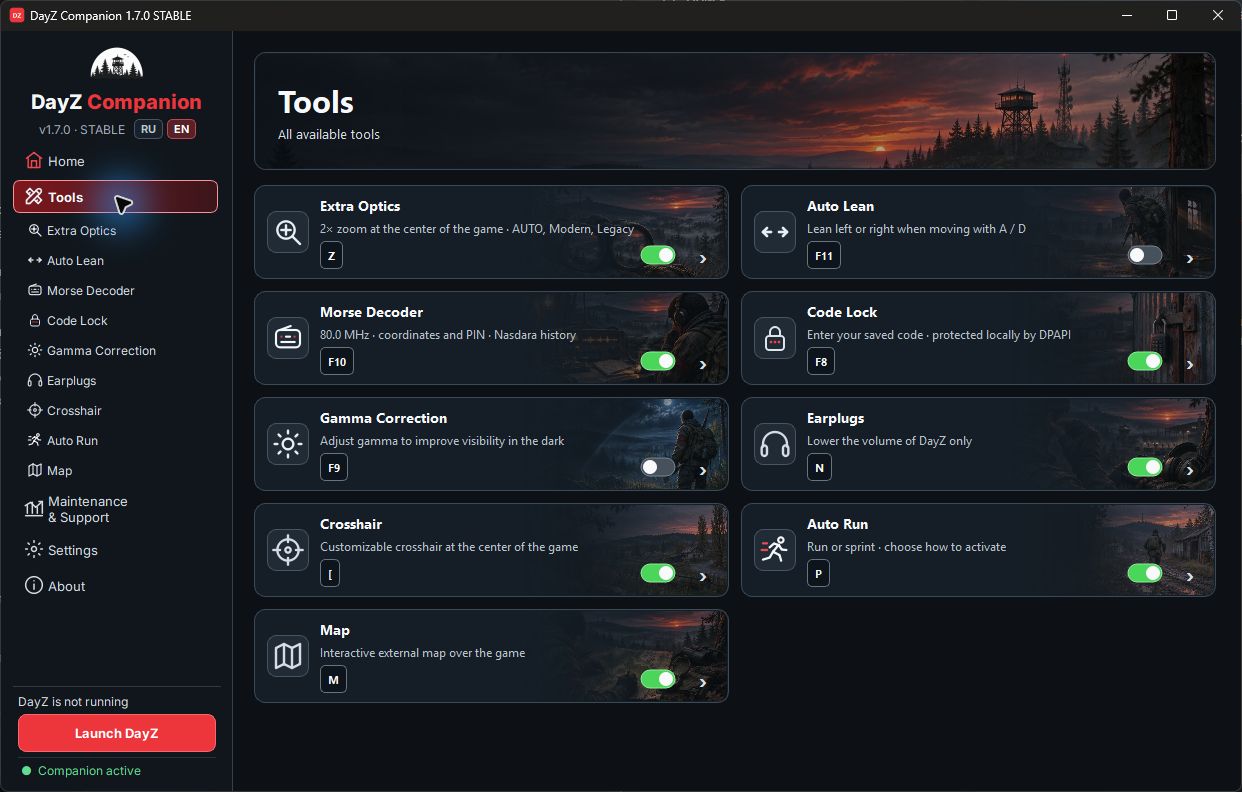 DayZ Companion 1.7.0 STABLE
DayZ Companion
v1.7.0 · STABLE RU EN
Home
Tools
Extra Optics
Auto Lean
Morse Decoder
Code Lock
Gamma Correction
Earplugs
Crosshair
Auto Run
Map
Maintenance
& Support
Settings
About
DayZ is not running
Launch DayZ
Companion active
Tools
All available tools
Extra Optics
2× zoom at the center of the game · AUTO, Modern, Legacy
Z
Auto Lean
Lean left or right when moving with A / D
F11
Morse Decoder
80.0 MHz · coordinates and PIN · Nasdara history
F10
Code Lock
Enter your saved code · protected locally by DPAPI
F8
Gamma Correction
Adjust gamma to improve visibility in the dark
F9
Earplugs
Lower the volume of DayZ only
N
Crosshair
Customizable crosshair at the center of the game
[
Auto Run
Run or sprint · choose how to activate
P
Map
Interactive external map over the game
M